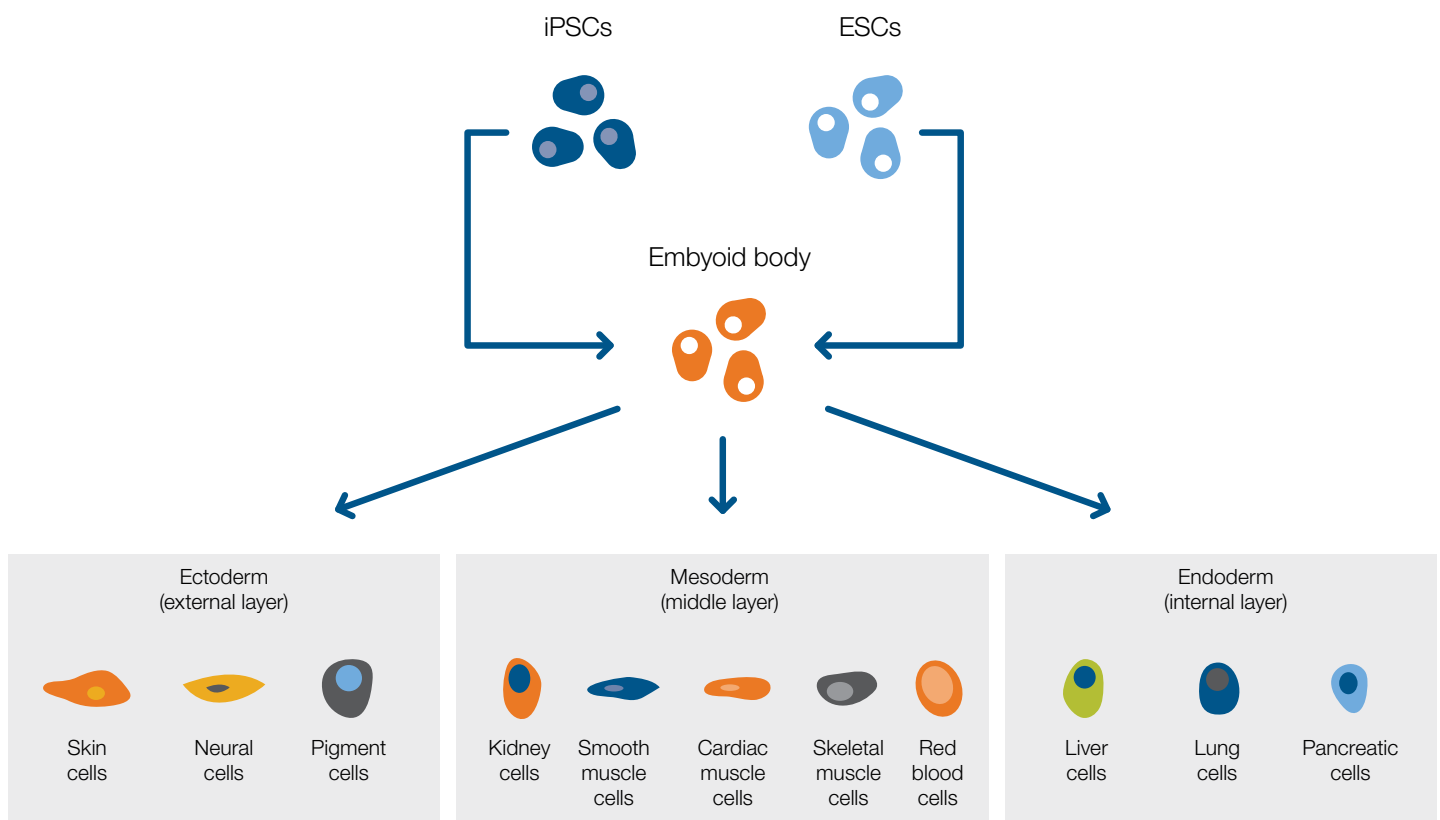 iPSCs
ESCs
Embyoid body
Ectoderm
(external layer)
Skin
cells
Neural
cells
Pigment
cells
Mesoderm
(middle layer)
Kidney
cells
Smooth
muscle
cells
Cardiac
muscle
cells
Skeletal
muscle
cells
Red
blood
cells
Endoderm
(internal layer)
Liver
cells
Lung
cells
Pancreatic
cells